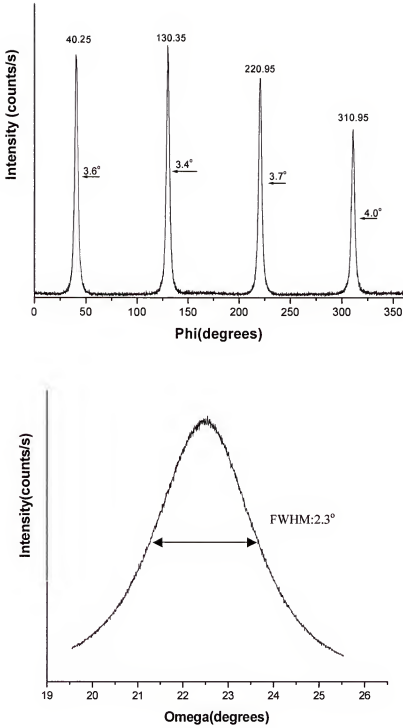 130.35
40.25
220.95
310.95
3.6°
3.4°
3.7°
4.0°
Intensity (counts/s)
0 50 100 150 200 250 300 350
Phi(degrees)
Intensity(counts/s)
FWHM:2.3°
19 20 21 22 23 24 25 26
Omega(degrees)